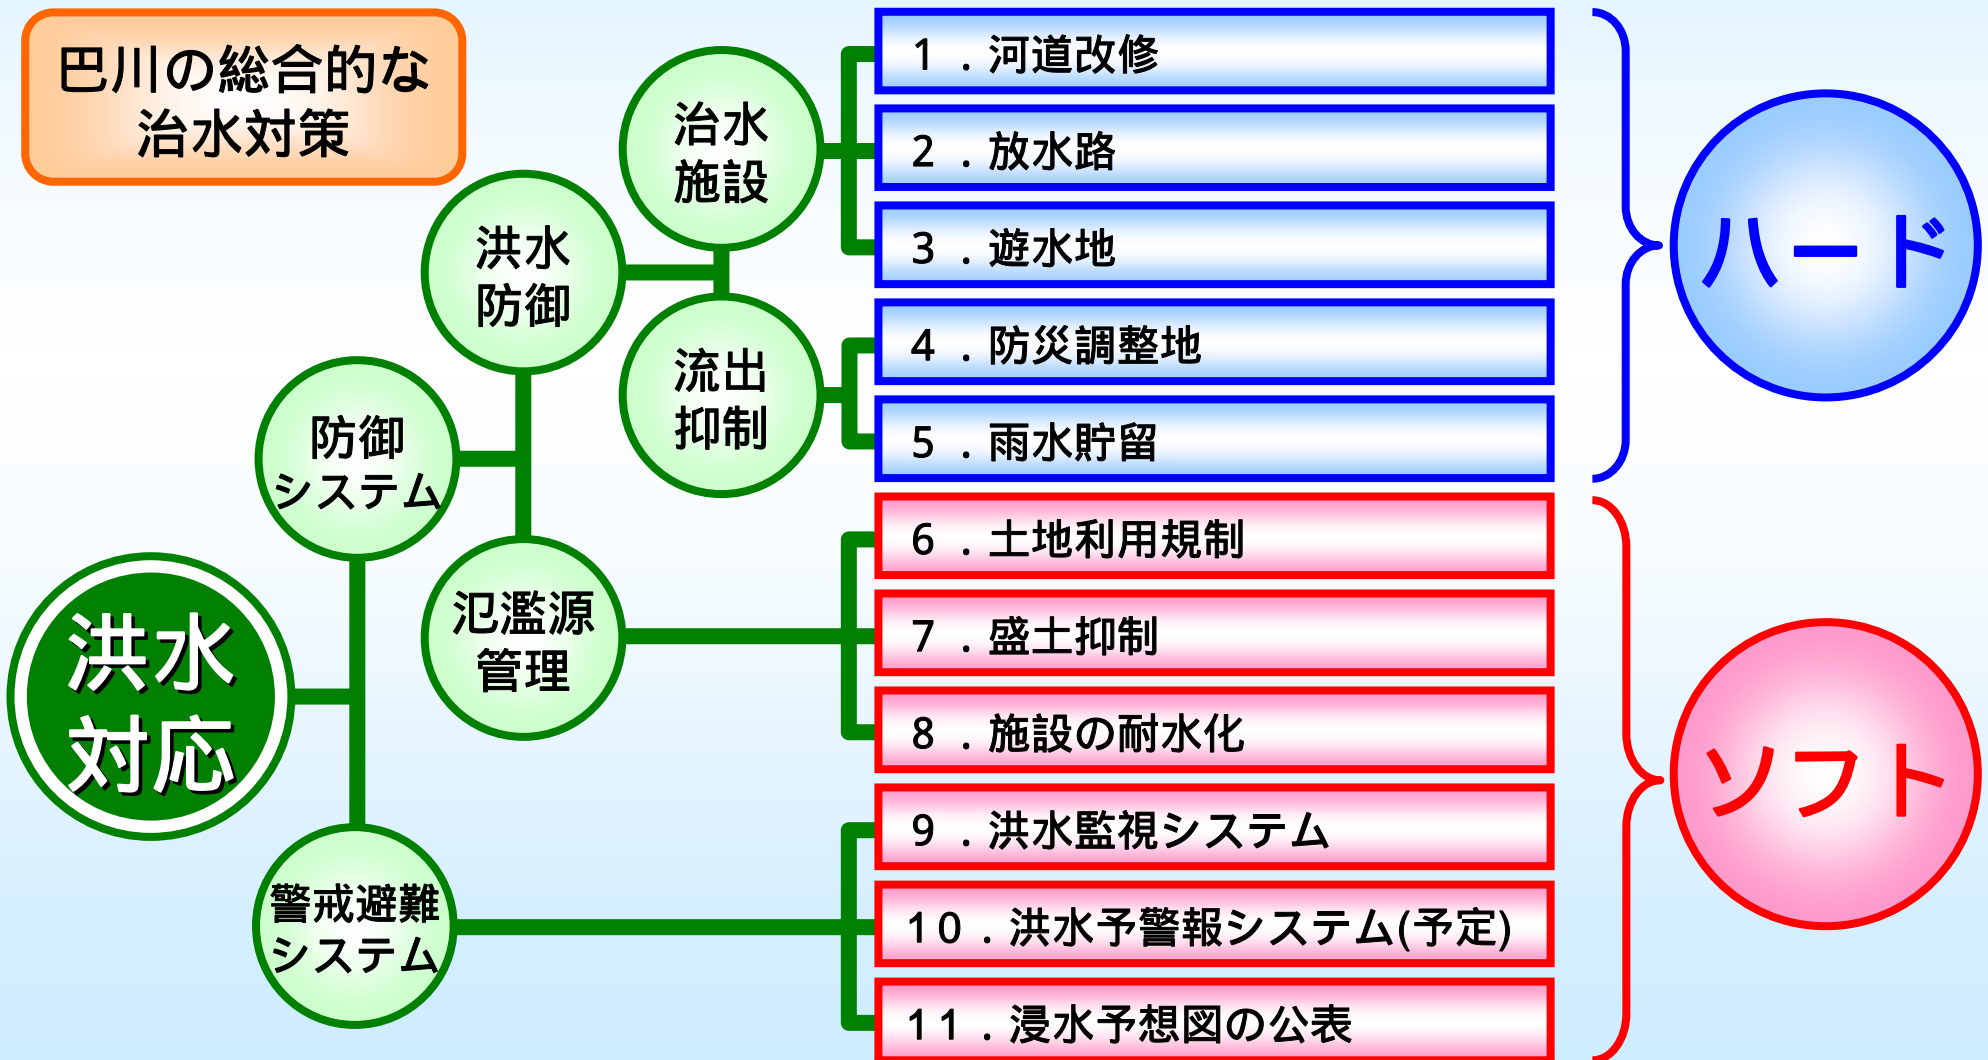 巴川の総合的な
治水対策
洪水
対応
防御
システム
警戒避難
システム
洪水
防御
氾濫源
管理
治水
施設
流出
抑制
1．河道改修
2．放水路
3．遊水地
4．防災調整地
5．雨水貯留
6．土地利用規制
7．盛土抑制
8．施設の耐水化
9．洪水監視システム
10．洪水予警報システム(予定)
11．浸水予想図の公表
ハード
ソフト